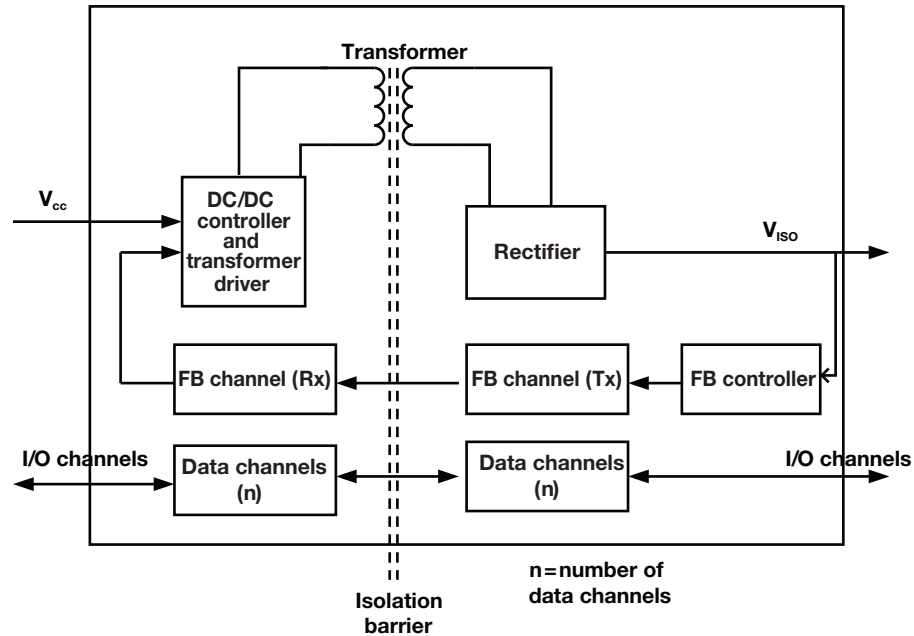 Transformer
DC/DC
controller
and
transformer
driver
Vcc
Rectifier
VISO
FB channel (Rx)
FB channel (Tx)
FB controller
I/O channels
Data channels
(n)
Data channels
(n)
I/O channels
n=number of
data channels
Isolation
barrier